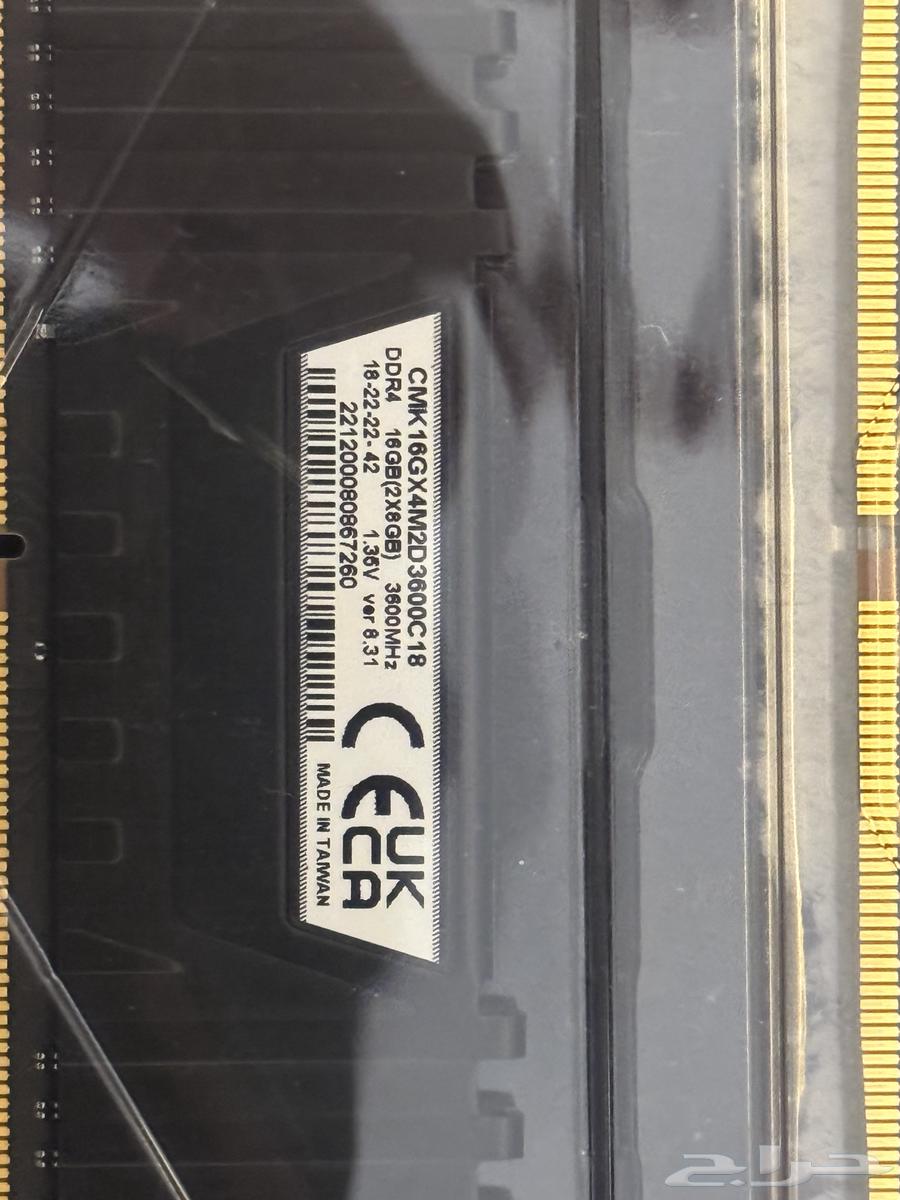 CMK16GX4M2D3600C18
DDR4 16GB(2X8GB) 3600MHz
18-22-22-42 1.35V ver 8.31
2212000808867260
CE UK
CA
MADE IN TAIWAN
حراج